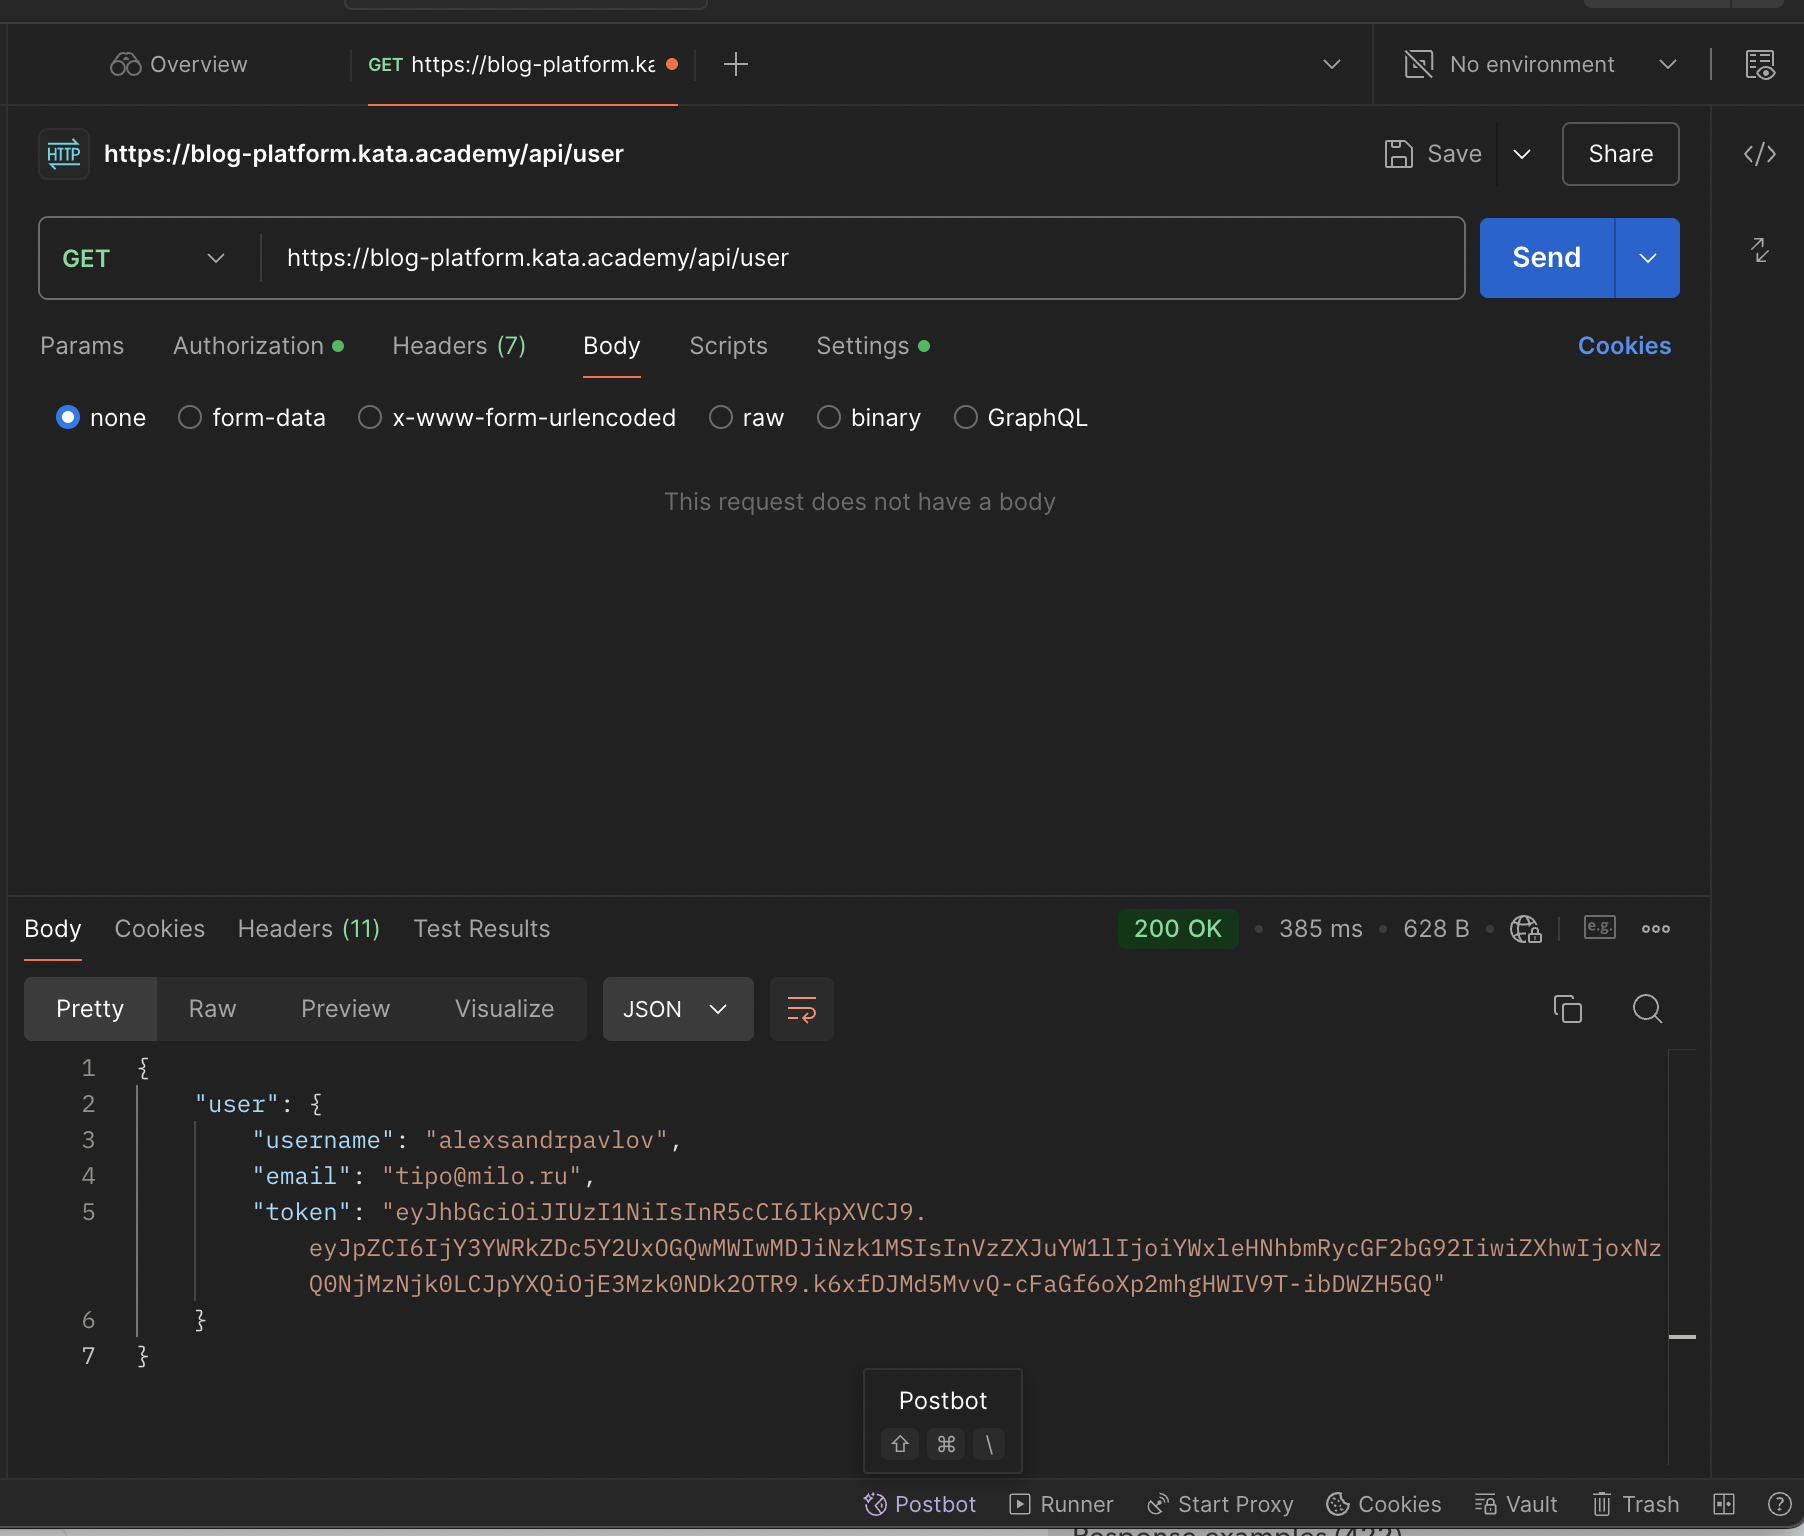 Overview
GET https://blog-platform.ka
No environment
HTTP https://blog-platform.kata.academy/api/user
Save
Share
GET https://blog-platform.kata.academy/api/user
Send
Params Authorization Headers (7) Body Scripts Settings Cookies
none form-data x-www-form-urlencoded raw binary GraphQL
This request does not have a body
Body Cookies Headers (11) Test Results 200 OK • 385 ms • 628 B • e.g.
Pretty Raw Preview Visualize JSON
1 {
2 "user": {
3 "username": "alexsandrpavlov",
4 "email": "tipo@milo.ru",
5 "token": "eyJhbGciOiJIUzI1NiIsInR5cCI6IkpXVCJ9.
eyJpZCI6IjY3YWRkZDc5Y2UxOGQwMWIwMDJiNzk1MSIsInVzZXJuYW1lIjoiYWxleHNhbmRycGF2bG92IiwiZXhwIjoxNz
Q0NjMzNjk0LCJpYXQiOjE3Mzk0NDk2OTR9.k6xfDJMd5MvvQ-cFaGf6oXp2mhgHWIV9T-ibDWZH5GQ"
6 }
7 }
Postbot
⇧ ⌘ \
Postbot Runner Start Proxy Cookies Vault Trash
Response examples (422)